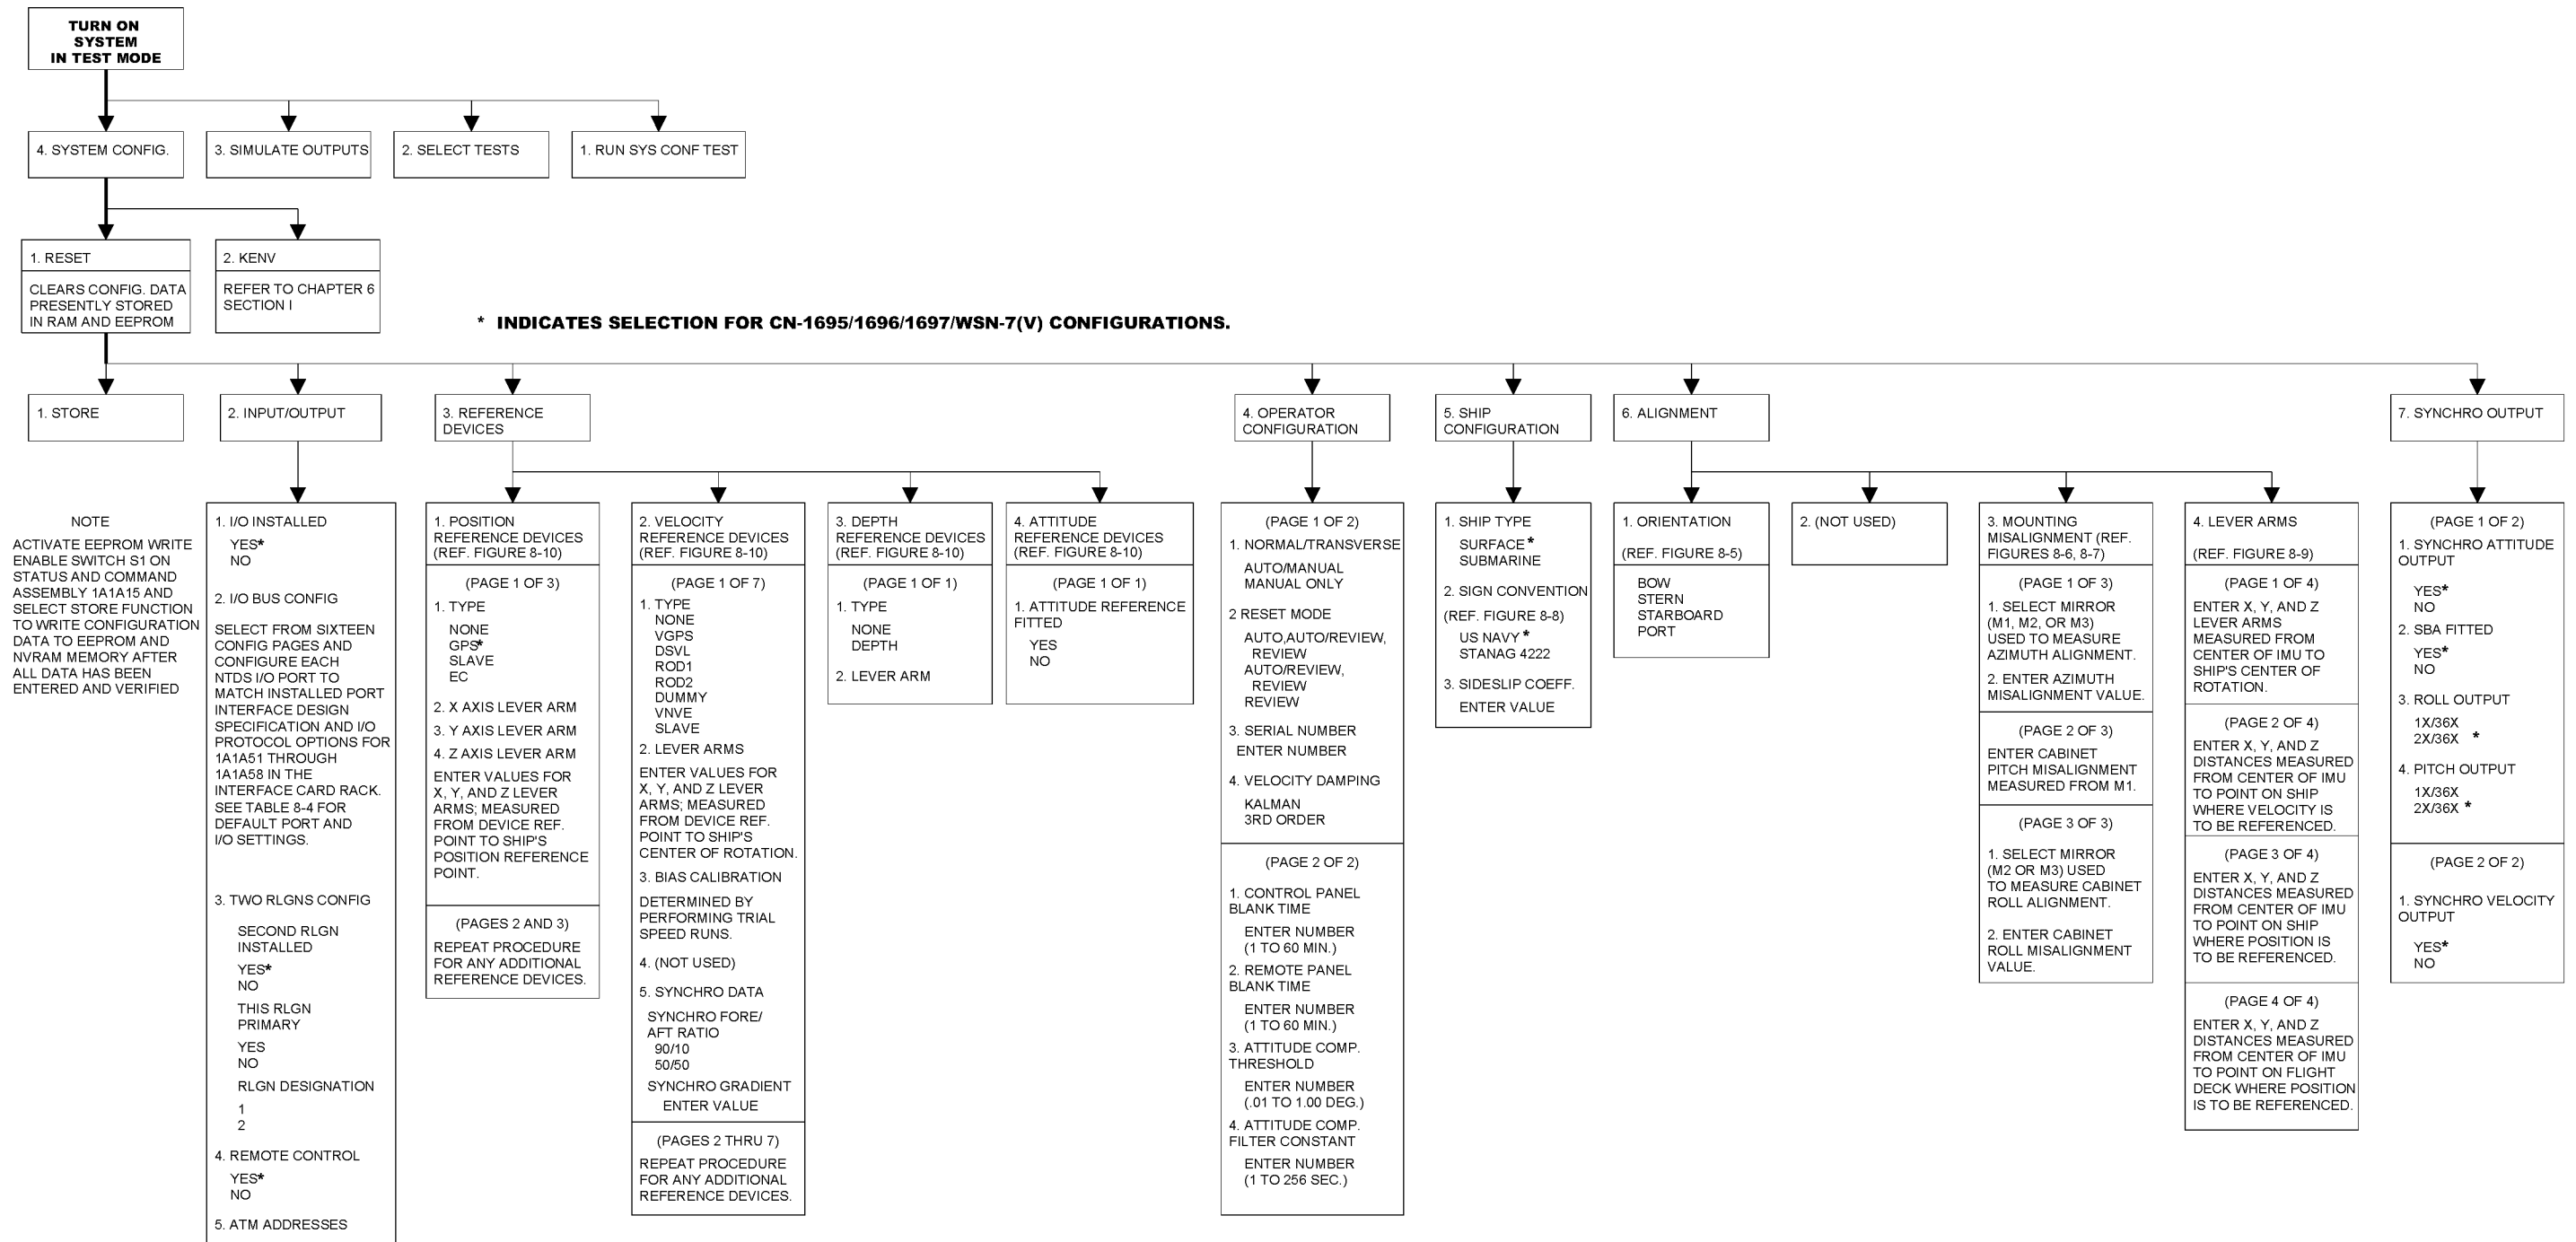 TURN ON
SYSTEM
IN TEST MODE
4. SYSTEM CONFIG.
3. SIMULATE OUTPUTS
2. SELECT TESTS
1. RUN SYS CONF TEST
1. RESET
CLEARS CONFIG. DATA
PRESENTLY STORED
IN RAM AND EEPROM
2. KENV
REFER TO CHAPTER 6
SECTION I
* INDICATES SELECTION FOR CN-1695/1696/1697/WSN-7(V) CONFIGURATIONS.
1. STORE
2. INPUT/OUTPUT
3. REFERENCE
DEVICES
4. OPERATOR
CONFIGURATION
5. SHIP
CONFIGURATION
6. ALIGNMENT
7. SYNCHRO OUTPUT
NOTE
ACTIVATE EEPROM WRITE
ENABLE SWITCH S1 ON
STATUS AND COMMAND
ASSEMBLY 1A1A15 AND
SELECT STORE FUNCTION
TO WRITE CONFIGURATION
DATA TO EEPROM AND
NVRAM MEMORY AFTER
ALL DATA HAS BEEN
ENTERED AND VERIFIED
1. I/O INSTALLED
YES*
NO
2. I/O BUS CONFIG
SELECT FROM SIXTEEN
CONFIG PAGES AND
CONFIGURE EACH
NTDS I/O PORT TO
MATCH INSTALLED PORT
INTERFACE DESIGN
SPECIFICATION AND I/O
PROTOCOL OPTIONS FOR
1A1A51 THROUGH
1A1A58 IN THE
INTERFACE CARD RACK.
SEE TABLE 8-4 FOR
DEFAULT PORT AND
I/O SETTINGS.
3. TWO RLGNS CONFIG
SECOND RLGN
INSTALLED
YES*
NO
THIS RLGN
PRIMARY
YES
NO
RLGN DESIGNATION
1
2
4. REMOTE CONTROL
YES*
NO
5. ATM ADDRESSES
1. POSITION
REFERENCE DEVICES
(REF. FIGURE 8-10)
(PAGE 1 OF 3)
1. TYPE
NONE
GPS*
SLAVE
EC
2. X AXIS LEVER ARM
3. Y AXIS LEVER ARM
4. Z AXIS LEVER ARM
ENTER VALUES FOR
X, Y, AND Z LEVER
ARMS; MEASURED
FROM DEVICE REF.
POINT TO SHIP'S
POSITION REFERENCE
POINT.
(PAGES 2 AND 3)
REPEAT PROCEDURE
FOR ANY ADDITIONAL
REFERENCE DEVICES.
2. VELOCITY
REFERENCE DEVICES
(REF. FIGURE 8-10)
(PAGE 1 OF 7)
1. TYPE
NONE
VGPS
DSVL
ROD1
ROD2
DUMMY
VNVE
SLAVE
2. LEVER ARMS
ENTER VALUES FOR
X, Y, AND Z LEVER
ARMS; MEASURED
FROM DEVICE REF.
POINT TO SHIP'S
CENTER OF ROTATION.
3. BIAS CALIBRATION
DETERMINED BY
PERFORMING TRIAL
SPEED RUNS.
4. (NOT USED)
5. SYNCHRO DATA
SYNCHRO FORE/
AFT RATIO
90/10
50/50
SYNCHRO GRADIENT
ENTER VALUE
(PAGES 2 THRU 7)
REPEAT PROCEDURE
FOR ANY ADDITIONAL
REFERENCE DEVICES.
3. DEPTH
REFERENCE DEVICES
(REF. FIGURE 8-10)
(PAGE 1 OF 1)
1. TYPE
NONE
DEPTH
2. LEVER ARM
4. ATTITUDE
REFERENCE DEVICES
(REF. FIGURE 8-10)
(PAGE 1 OF 1)
1. ATTITUDE REFERENCE
FITTED
YES
NO
(PAGE 1 OF 2)
1. NORMAL/TRANSVERSE
AUTO/MANUAL
MANUAL ONLY
2 RESET MODE
AUTO,AUTO/REVIEW,
REVIEW
AUTO/REVIEW,
REVIEW
REVIEW
3. SERIAL NUMBER
ENTER NUMBER
4. VELOCITY DAMPING
KALMAN
3RD ORDER
(PAGE 2 OF 2)
1. CONTROL PANEL
BLANK TIME
ENTER NUMBER
(1 TO 60 MIN.)
2. REMOTE PANEL
BLANK TIME
ENTER NUMBER
(1 TO 60 MIN.)
3. ATTITUDE COMP.
THRESHOLD
ENTER NUMBER
(.01 TO 1.00 DEG.)
4. ATTITUDE COMP.
FILTER CONSTANT
ENTER NUMBER
(1 TO 256 SEC.)
1. SHIP TYPE
SURFACE *
SUBMARINE
2. SIGN CONVENTION
(REF. FIGURE 8-8)
US NAVY *
STANAG 4222
3. SIDESLIP COEFF.
ENTER VALUE
1. ORIENTATION
(REF. FIGURE 8-5)
BOW
STERN
STARBOARD
PORT
2. (NOT USED)
3. MOUNTING
MISALIGNMENT (REF.
FIGURES 8-6, 8-7)
(PAGE 1 OF 3)
1. SELECT MIRROR
(M1, M2, OR M3)
USED TO MEASURE
AZIMUTH ALIGNMENT.
2. ENTER AZIMUTH
MISALIGNMENT VALUE.
(PAGE 2 OF 3)
ENTER CABINET
PITCH MISALIGNMENT
MEASURED FROM M1.
(PAGE 3 OF 3)
1. SELECT MIRROR
(M2 OR M3) USED
TO MEASURE CABINET
ROLL ALIGNMENT.
2. ENTER CABINET
ROLL MISALIGNMENT
VALUE.
4. LEVER ARMS
(REF. FIGURE 8-9)
(PAGE 1 OF 4)
ENTER X, Y, AND Z
LEVER ARMS
MEASURED FROM
CENTER OF IMU TO
SHIP'S CENTER OF
ROTATION.
(PAGE 2 OF 4)
ENTER X, Y, AND Z
DISTANCES MEASURED
FROM CENTER OF IMU
TO POINT ON SHIP
WHERE VELOCITY IS
TO BE REFERENCED.
(PAGE 3 OF 4)
ENTER X, Y, AND Z
DISTANCES MEASURED
FROM CENTER OF IMU
TO POINT ON SHIP
WHERE POSITION IS
TO BE REFERENCED.
(PAGE 4 OF 4)
ENTER X, Y, AND Z
DISTANCES MEASURED
FROM CENTER OF IMU
TO POINT ON FLIGHT
DECK WHERE POSITION
IS TO BE REFERENCED.
(PAGE 1 OF 2)
1. SYNCHRO ATTITUDE
OUTPUT
YES*
NO
2. SBA FITTED
YES*
NO
3. ROLL OUTPUT
1X/36X
2X/36X *
4. PITCH OUTPUT
1X/36X
2X/36X *
(PAGE 2 OF 2)
1. SYNCHRO VELOCITY
OUTPUT
YES*
NO